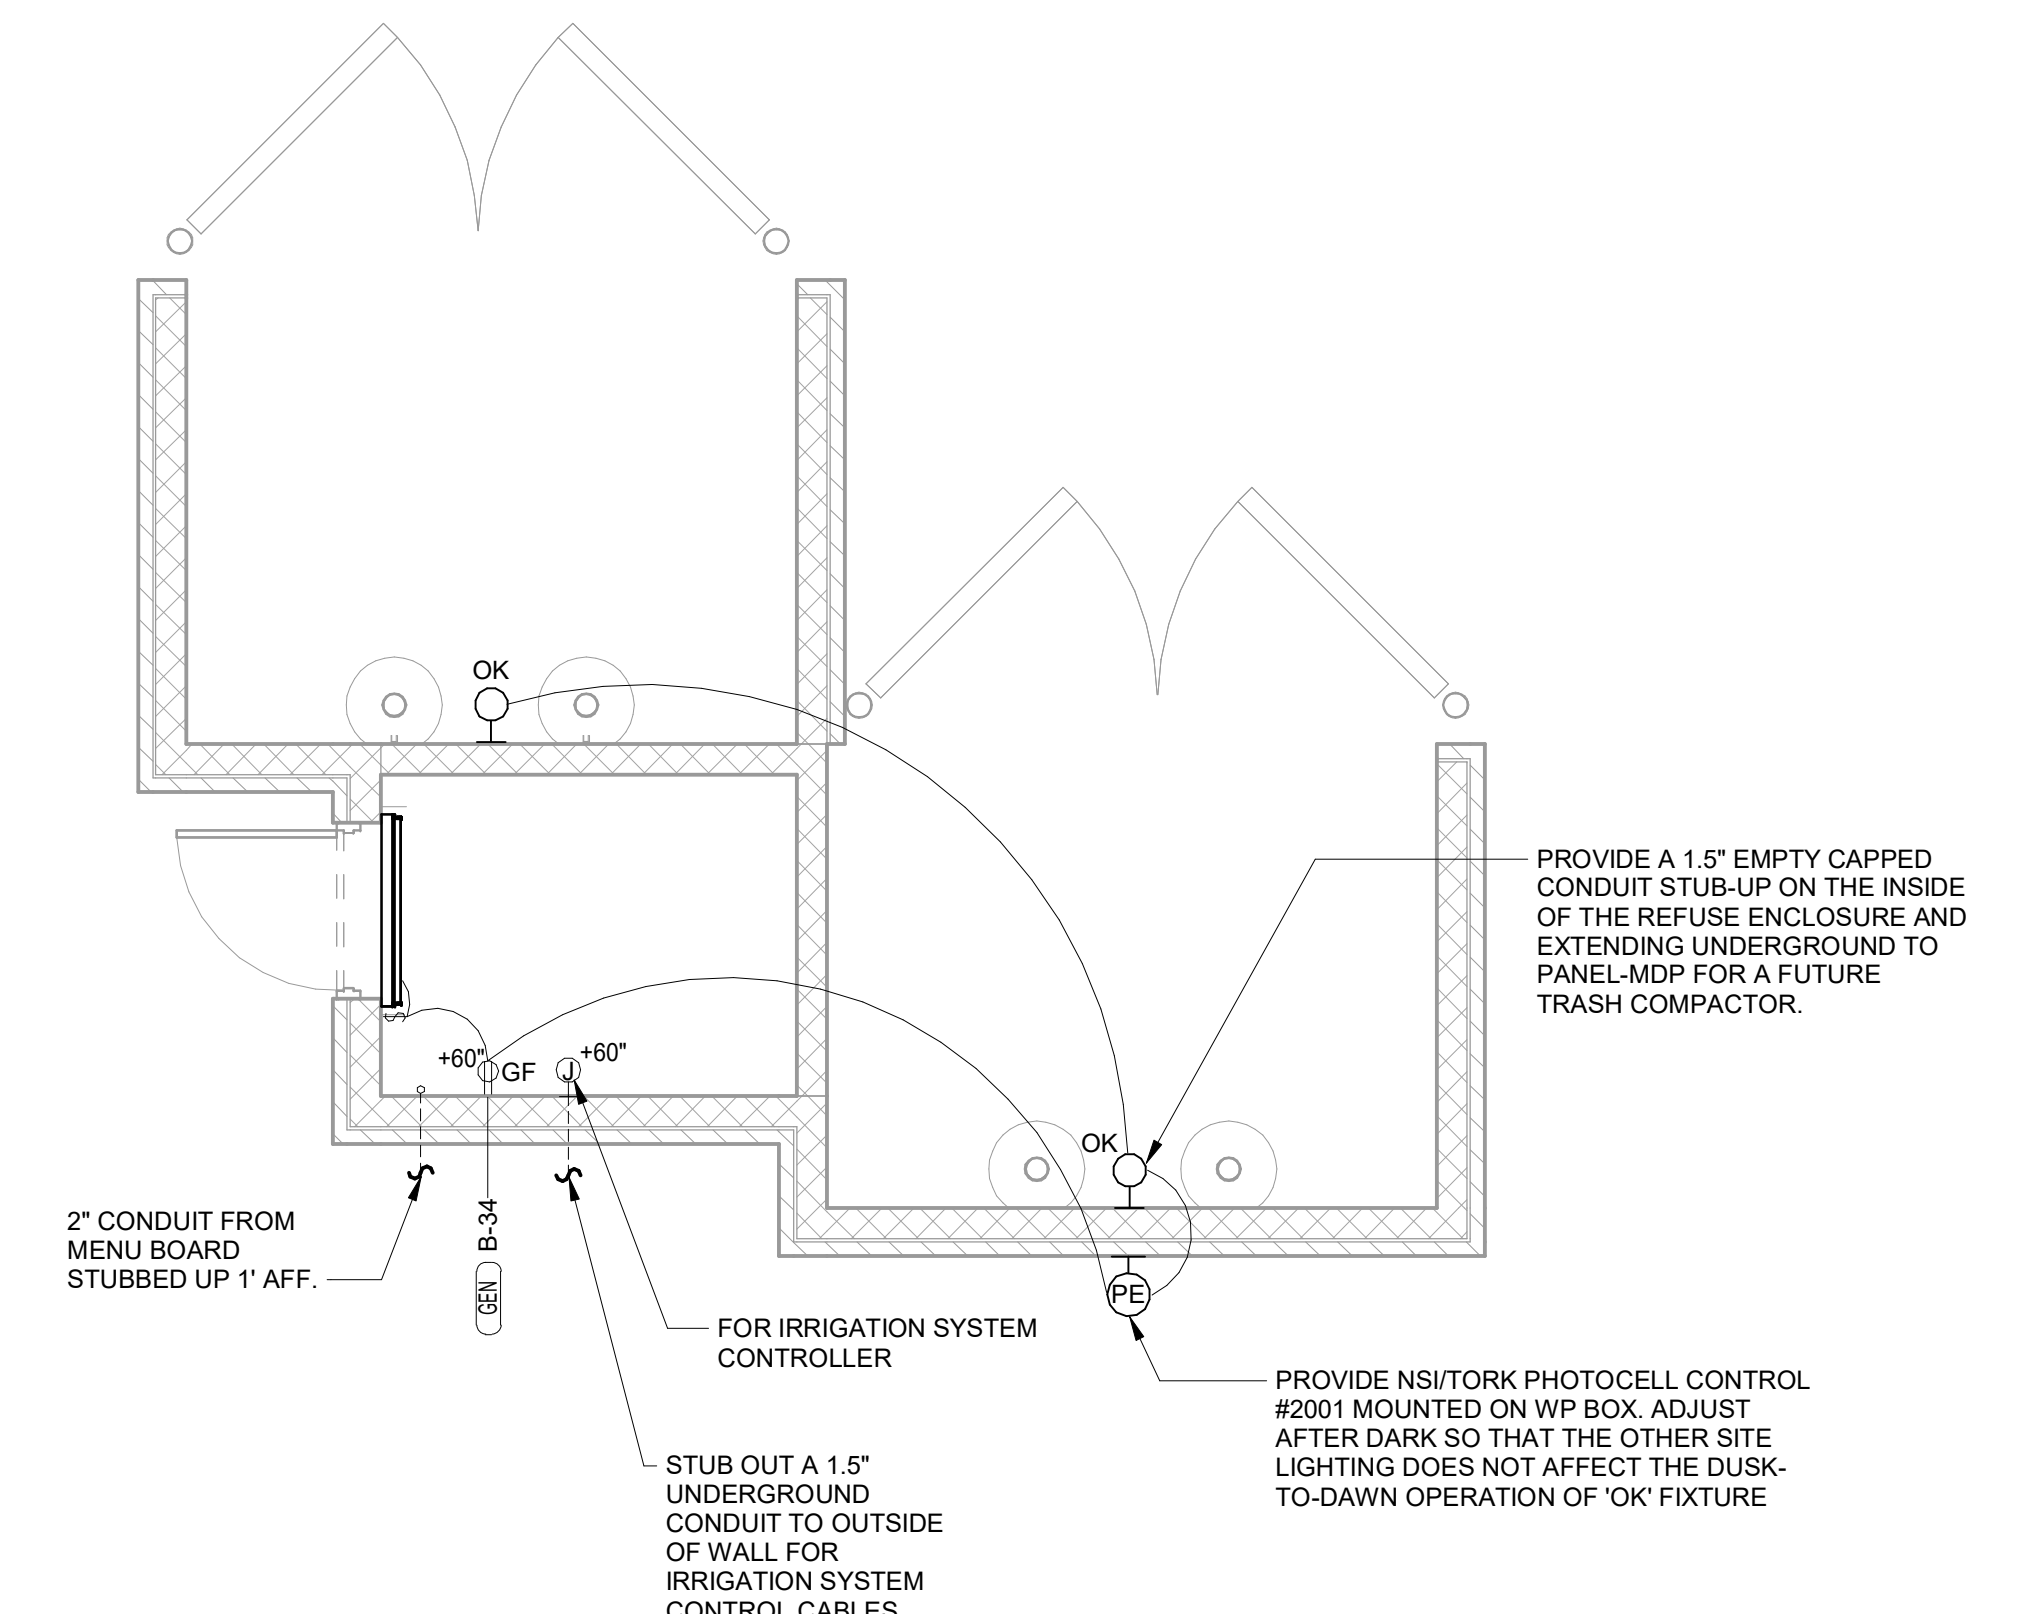 OK
PROVIDE A 1.5" EMPTY CAPPED
CONDUIT STUB-UP ON THE INSIDE
OF THE REFUSE ENCLOSURE AND
EXTENDING UNDERGROUND TO
PANEL-MDP FOR A FUTURE
TRASH COMPACTOR.
+60" GF
J +60"
OK
2" CONDUIT FROM
MENU BOARD
STUBBED UP 1' AFF.
B-34
GEN
PE
FOR IRRIGATION SYSTEM
CONTROLLER
PROVIDE NSI/TORK PHOTOCELL CONTROL
#2001 MOUNTED ON WP BOX. ADJUST
AFTER DARK SO THAT THE OTHER SITE
LIGHTING DOES NOT AFFECT THE DUSK-
TO-DAWN OPERATION OF 'OK' FIXTURE
STUB OUT A 1.5"
UNDERGROUND
CONDUIT TO OUTSIDE
OF WALL FOR
IRRIGATION SYSTEM
CONTROL CABLES